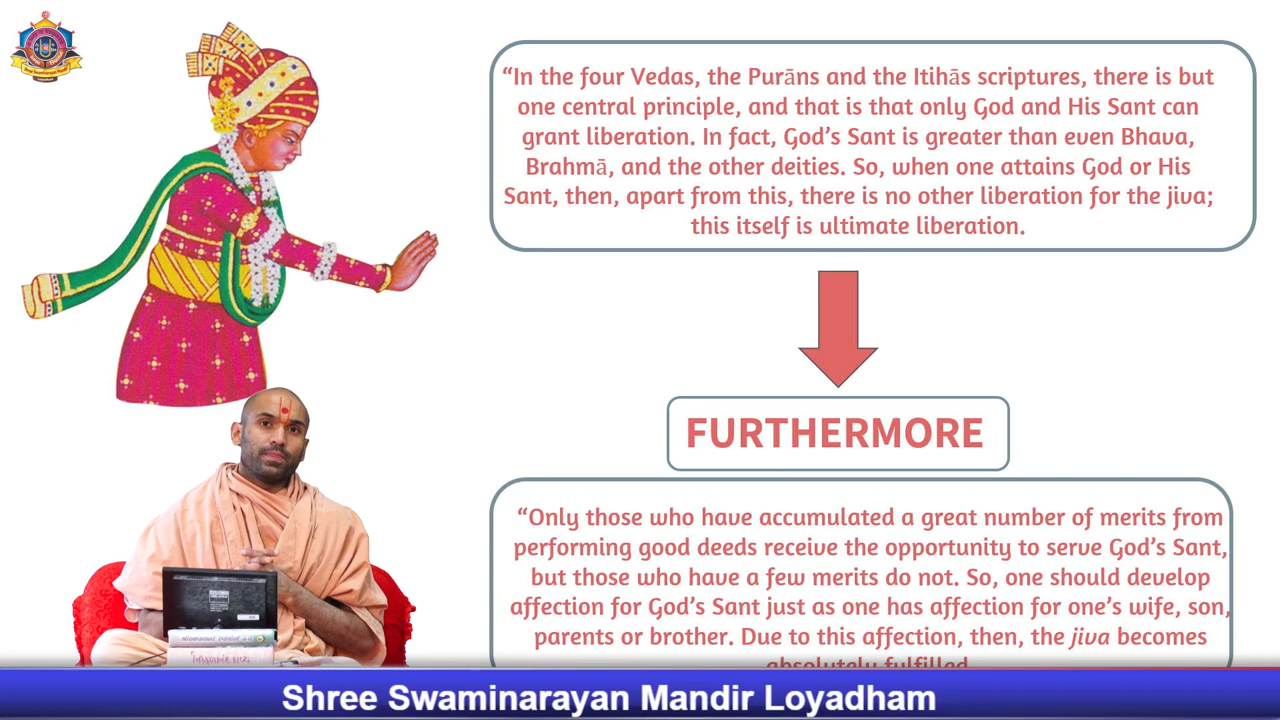 “In the four Vedas, the Purāns and the Itihās scriptures, there is but
one central principle, and that is that only God and His Sant can
grant liberation. In fact, God’s Sant is greater than even Bhava,
Brahmā, and the other deities. So, when one attains God or His
Sant, then, apart from this, there is no other liberation for the jiva;
this itself is ultimate liberation.
FURTHERMORE
“Only those who have accumulated a great number of merits from
performing good deeds receive the opportunity to serve God’s Sant,
but those who have a few merits do not. So, one should develop
affection for God’s Sant just as one has affection for one’s wife, son,
parents or brother. Due to this affection, then, the jiva becomes
absolutely fulfilled
Shree Swaminarayan Mandir Loyadham